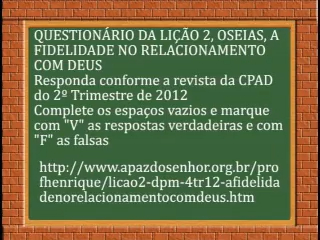 QUESTIONÁRIO DA LIÇÃO 2, OSEIAS, A
FIDELIDADE NO RELACIONAMENTO
COM DEUS
Responda conforme a revista da CPAD
do 2º Trimestre de 2012
Complete os espaços vazios e marque
com "V" as respostas verdadeiras e com
"F" as falsas
http://www.apazdosenhor.org.br/pro
fhenrique/licao2-dpm-4tr12-afidelida
denorelacionamentocomdeus.htm